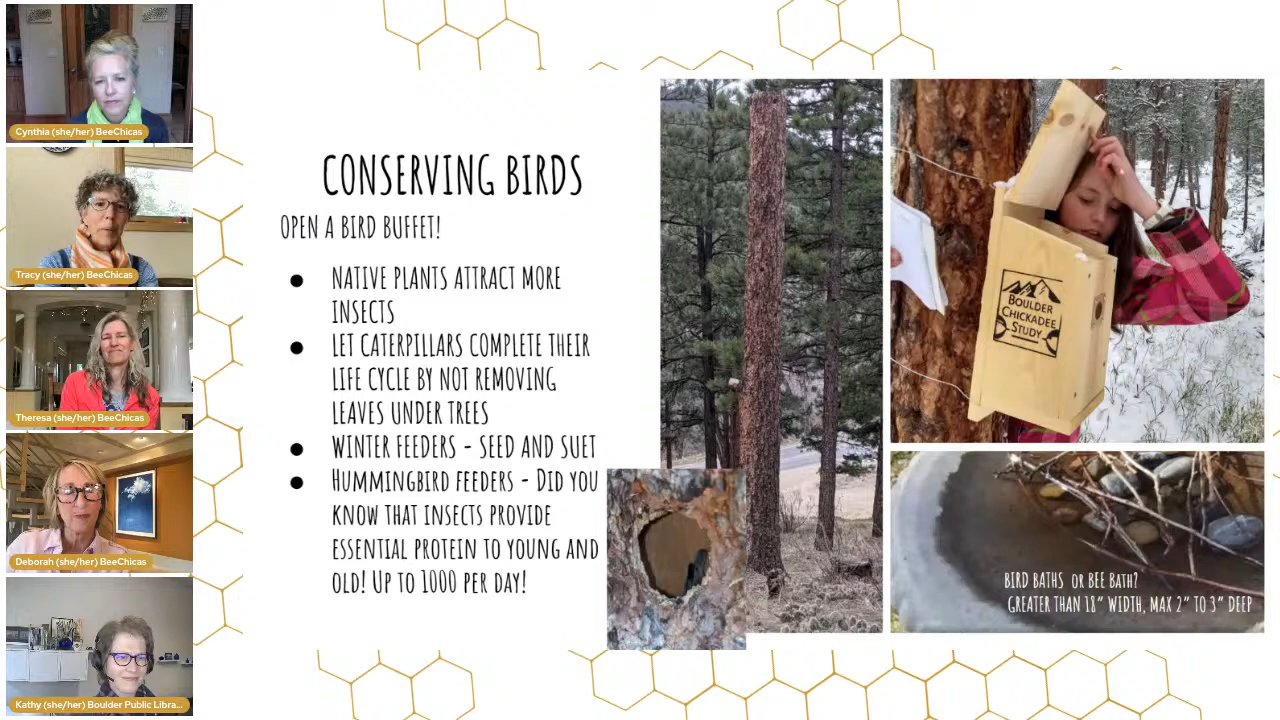 Cynthia (she/her) BeeChicas
Tracy (she/her) BeeChicas
Theresa (she/her) BeeChicas
Deborah (she/her) BeeChicas
Kathy (she/her) Boulder Public Libra...
CONSERVING BIRDS
OPEN A BIRD BUFFET!
● NATIVE PLANTS ATTRACT MORE
INSECTS
● LET CATERPILLARS COMPLETE THEIR
LIFE CYCLE BY NOT REMOVING
LEAVES UNDER TREES
● WINTER FEEDERS - SEED AND SUET
● HUMMINGBIRD FEEDERS - DID YOU
KNOW THAT INSECTS PROVIDE
ESSENTIAL PROTEIN TO YOUNG AND
OLD! UP TO 1000 PER DAY!
BOULDER
CHICKADEE
STUDY
BIRD BATHS OR BEE BATH?
GREATER THAN 18" WIDTH, MAX 2" TO 3" DEEP